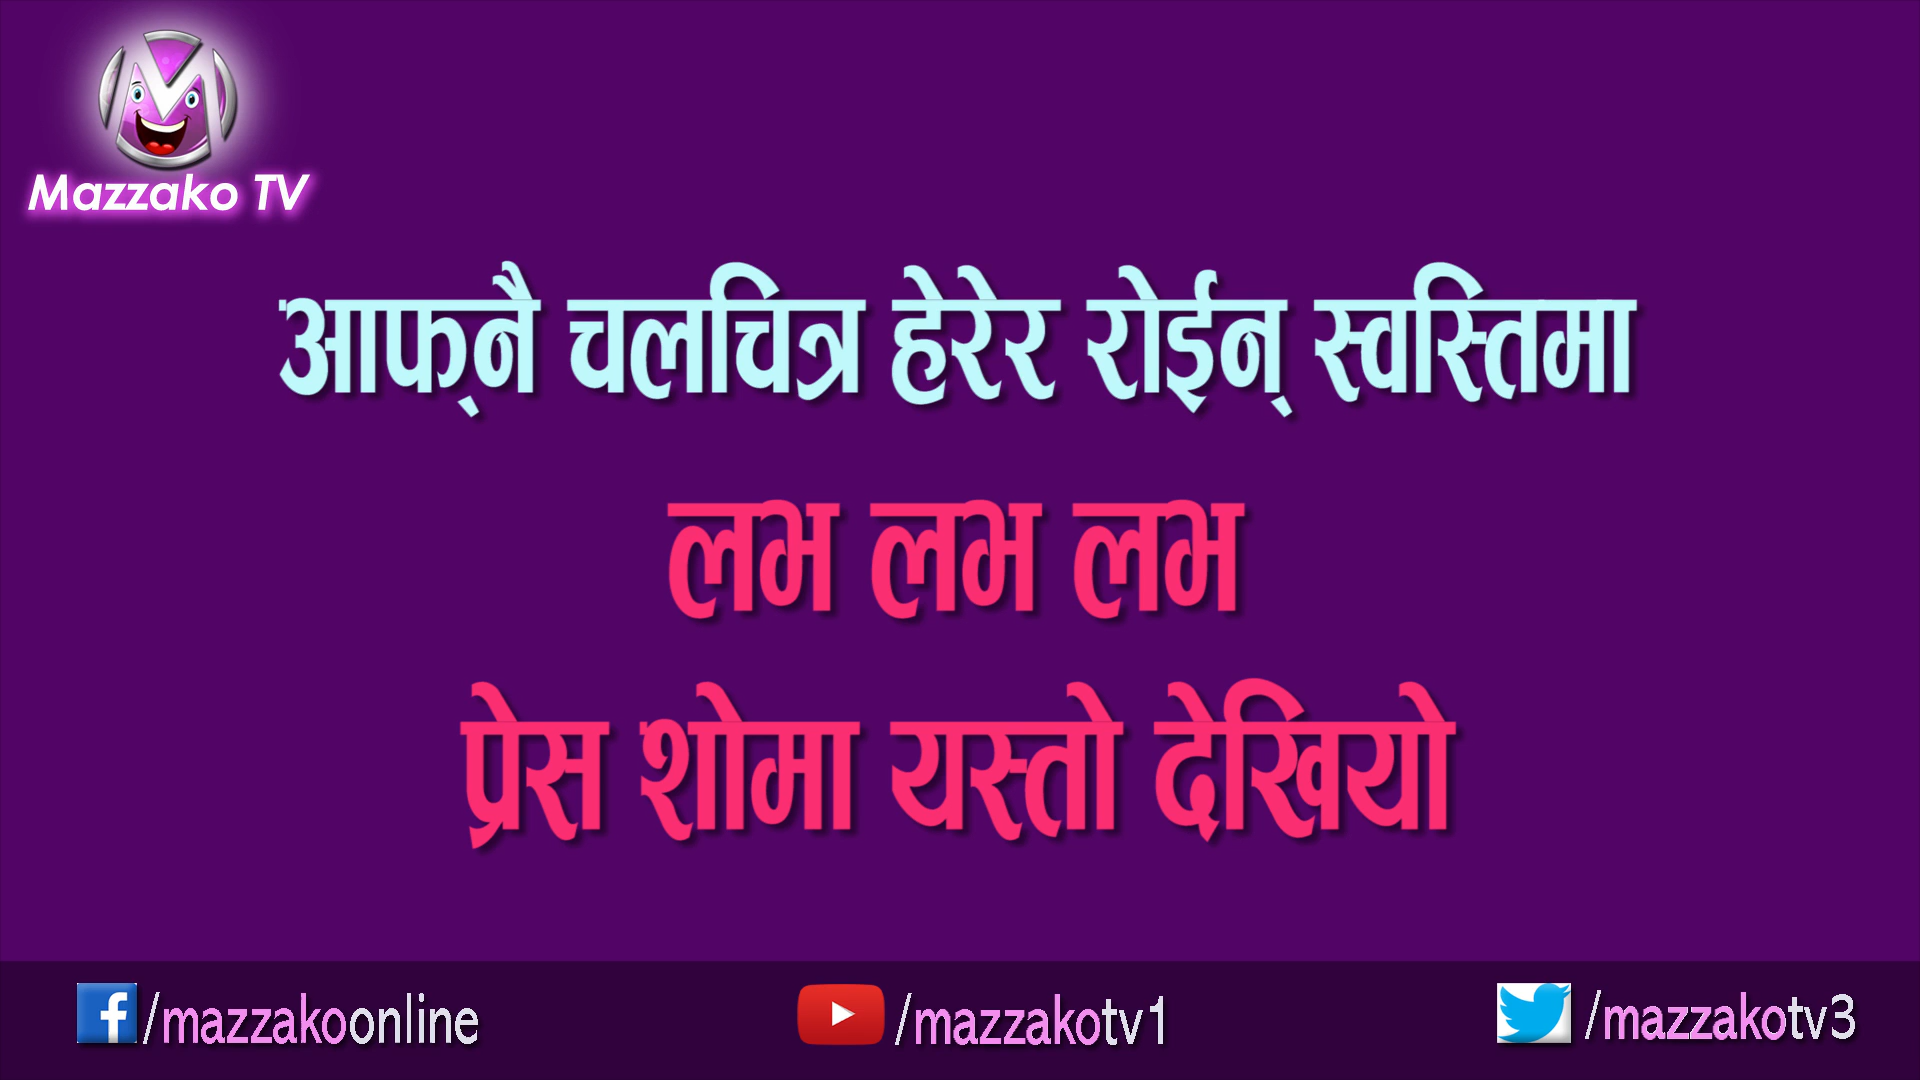 Mazzako TV
आफ्‌नै चलचित्र हेरेर रोईन् स्वस्तिमा
लभ लभ लभ
प्रेस शोमा यस्तो देखियो
/mazzakoonline
/mazzakotv1
/mazzakotv3